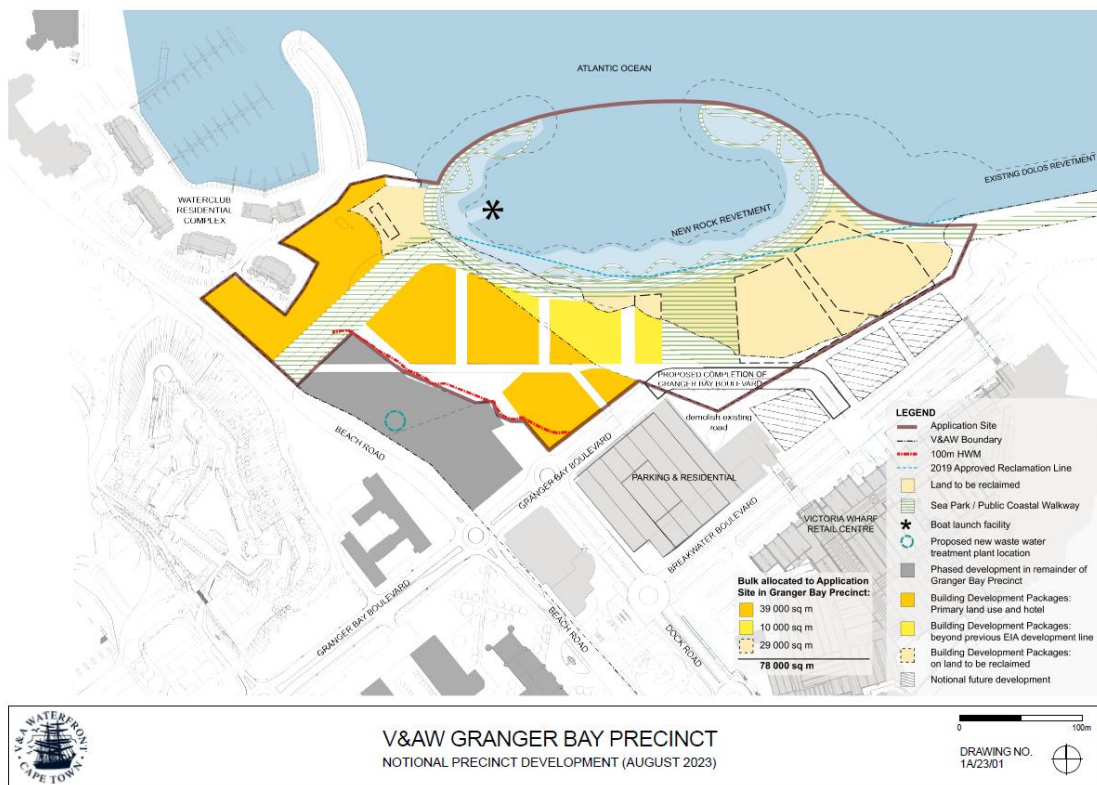 ATLANTIC OCEAN
EXISTING DOLOS REVETMENT
WATERCLUB
RESIDENTIAL
COMPLEX
NEW ROCK REVETMENT
PROPOSED COMPLETION OF
GRANGER BAY BOULEVARD
demolish existing
road
BEACH ROAD
GRANGER BAY BOULEVARD
PARKING & RESIDENTIAL
BREAKWATER BOULEVARD
VICTORIA WHARF
RETAIL CENTRE
GRANGER BAY BOULEVARD
BEACH ROAD
DOCK ROAD
Bulk allocated to Application
Site in Granger Bay Precinct:
39 000 sq m
10 000 sq m
29 000 sq m
78 000 sq m
LEGEND
Application Site
V&AW Boundary
100m HWM
2019 Approved Reclamation Line
Land to be reclaimed
Sea Park / Public Coastal Walkway
Boat launch facility
Proposed new waste water
treatment plant location
Phased development in remainder of
Granger Bay Precinct
Building Development Packages:
Primary land use and hotel
Building Development Packages:
beyond previous EIA development line
Building Development Packages:
on land to be reclaimed
Notional future development
V&A WATERFRONT
CAPE TOWN
V&AW GRANGER BAY PRECINCT
NOTIONAL PRECINCT DEVELOPMENT (AUGUST 2023)
0 100m
DRAWING NO.
1A/23/01